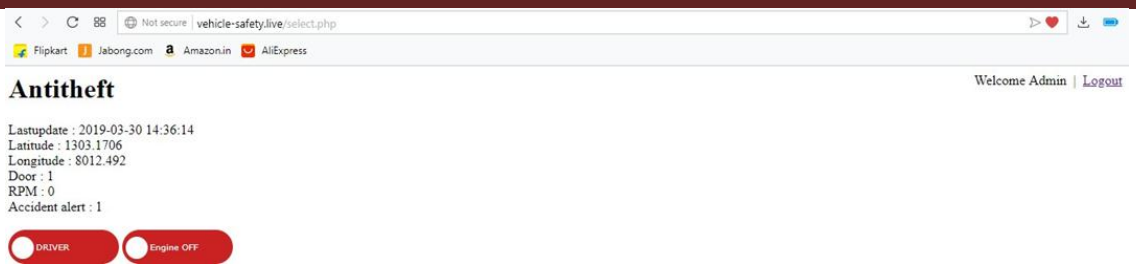 Not secure vehicle-safety.live/select.php
Flipkart Jabong.com Amazon.in AliExpress
Antitheft
Welcome Admin | Logout
Lastupdate : 2019-03-30 14:36:14
Latitude : 1303.1706
Longitude : 8012.492
Door : 1
RPM : 0
Accident alert : 1
DRIVER Engine OFF